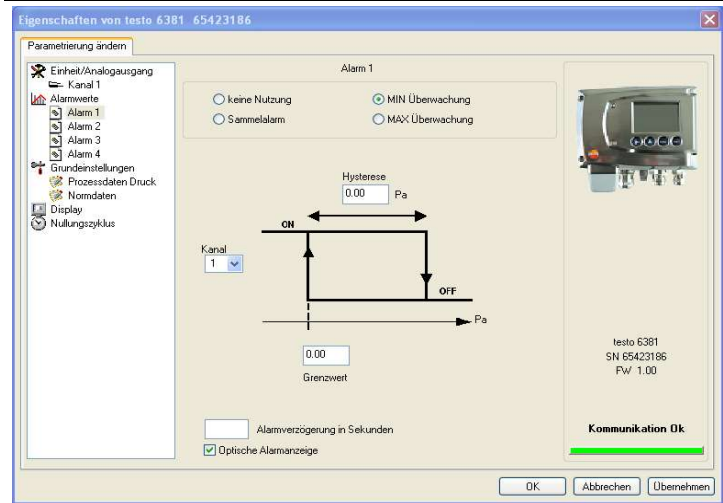 Eigenschaften von testo 6381 65423186
Parametrierung ändern
Einheit/Analogausgang
Kanal 1
Alarmwerte
Alarm 1
Alarm 2
Alarm 3
Alarm 4
Grundeinstellungen
Prozessdaten Druck
Normdaten
Display
Nullungszyklus
Alarm 1
keine Nutzung
MIN Überwachung
Sammelalarm
MAX Überwachung
Hysterese
0.00 Pa
ON
Kanal
1
OFF
Pa
0.00
Grenzwert
Alarmverzögerung in Sekunden
Optische Alarmanzeige
testo 6381
SN 65423186
FW 1.00
Kommunikation Ok
OK
Abbrechen
Übernehmen